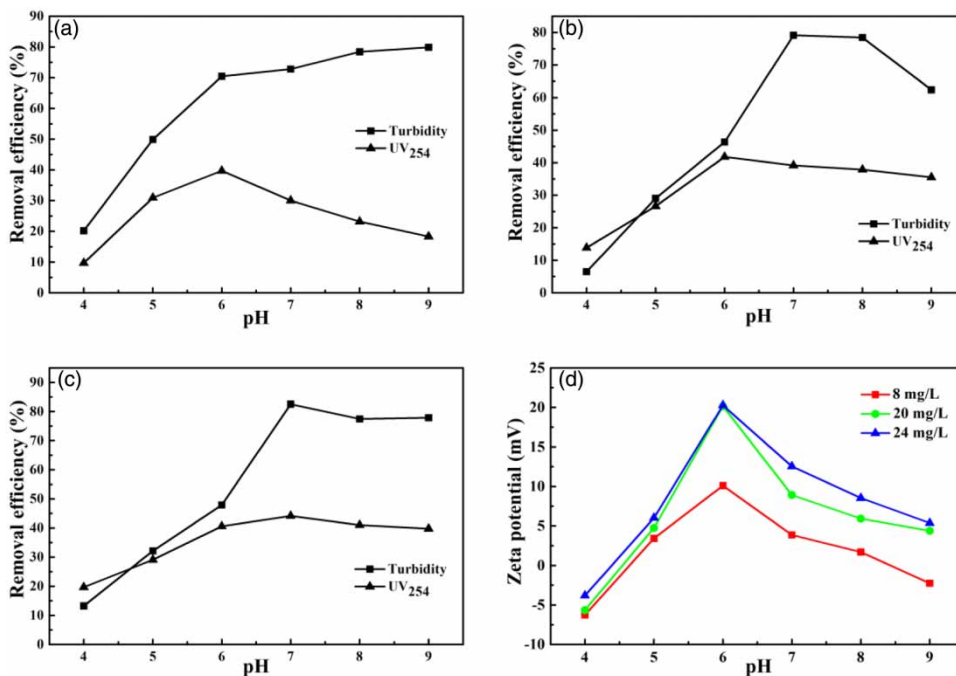 (a)
Removal efficiency (%)
90
80
70
60
50
40
30
20
10
0
Turbidity
UV254
4 5 6 7 8 9
pH
(b)
Removal efficiency (%)
80
70
60
50
40
30
20
10
0
Turbidity
UV254
4 5 6 7 8 9
pH
(c)
Removal efficiency (%)
90
80
70
60
50
40
30
20
10
0
Turbidity
UV254
4 5 6 7 8 9
pH
(d)
Zeta potential (mV)
25
20
15
10
5
0
-5
-10
8 mg/L
20 mg/L
24 mg/L
4 5 6 7 8 9
pH